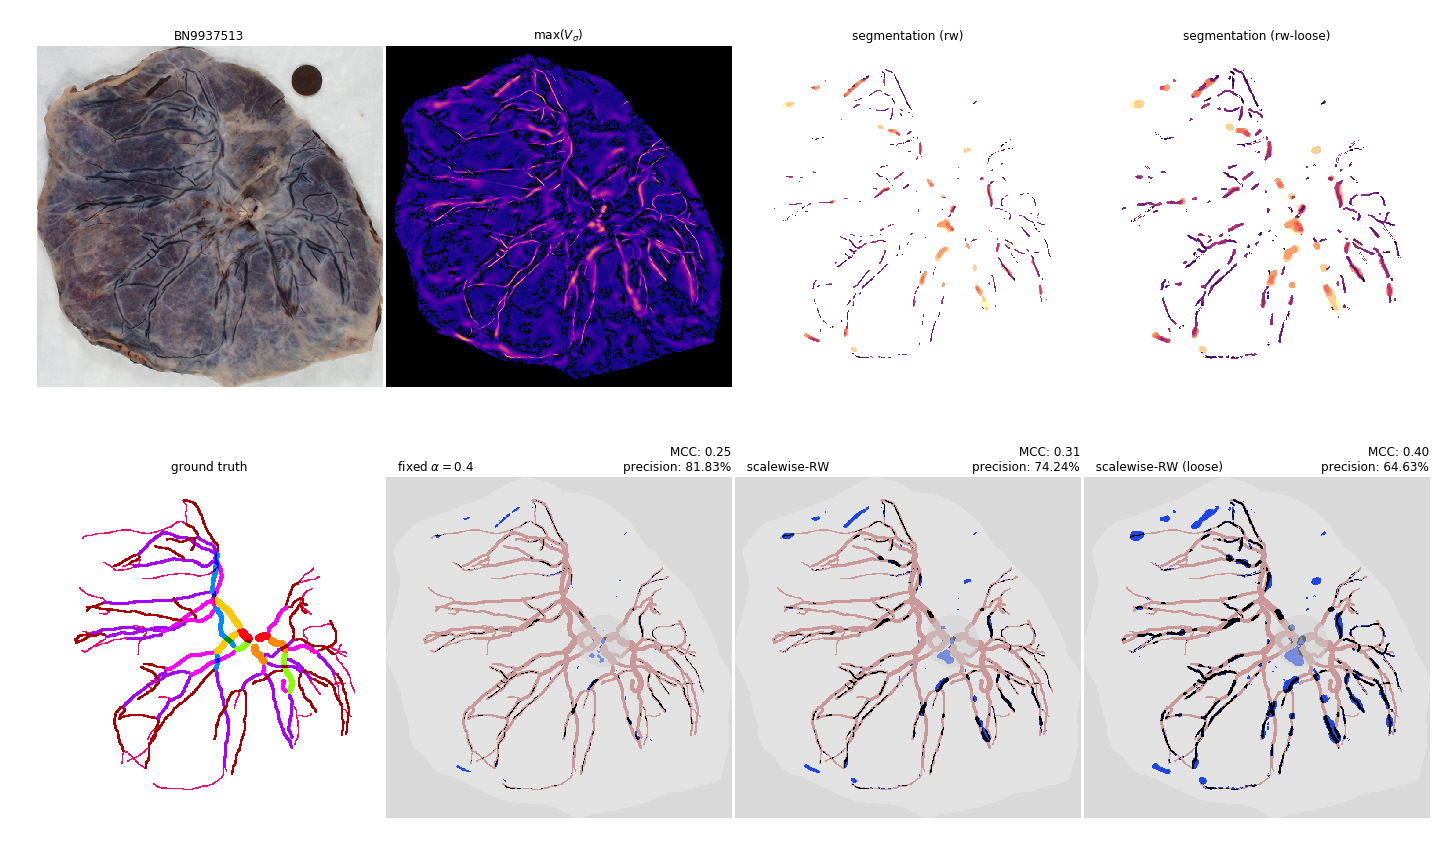 BN9937513
max(V_σ)
segmentation (rw)
segmentation (rw-loose)
ground truth
fixed α = 0.4
MCC: 0.25
precision: 81.83%
scalewise-RW
MCC: 0.31
precision: 74.24%
scalewise-RW (loose)
MCC: 0.40
precision: 64.63%